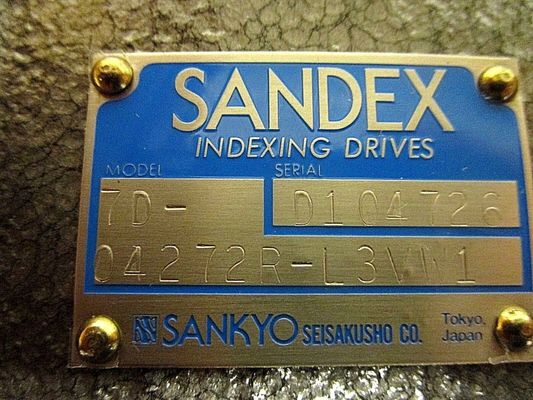 SANDEX
INDEXING DRIVES
MODEL SERIAL
7D- D104726
04272R-L3VW1
SANKYO SEISAKUSHO CO. Tokyo, Japan